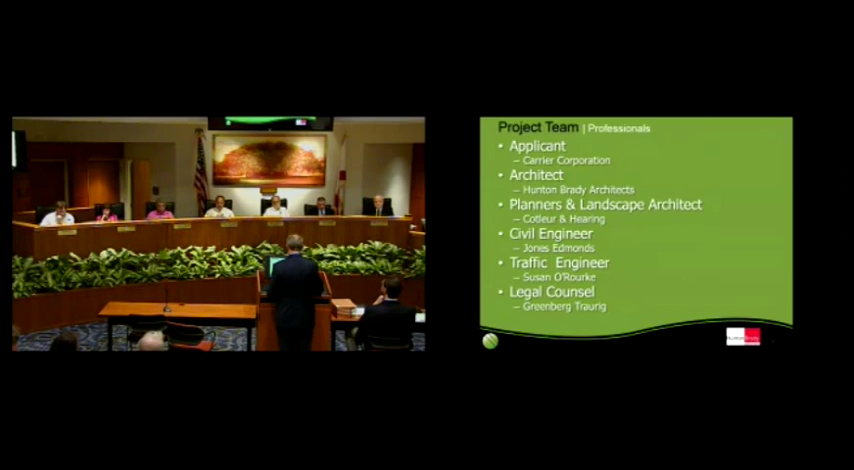 Project Team | Professionals
• Applicant
– Carrier Corporation
• Architect
– Hunton Brady Architects
• Planners & Landscape Architect
– Cotleur & Hearing
• Civil Engineer
– Jones Edmonds
• Traffic Engineer
– Susan O'Rourke
• Legal Counsel
– Greenberg Traurig
HuntonBrady